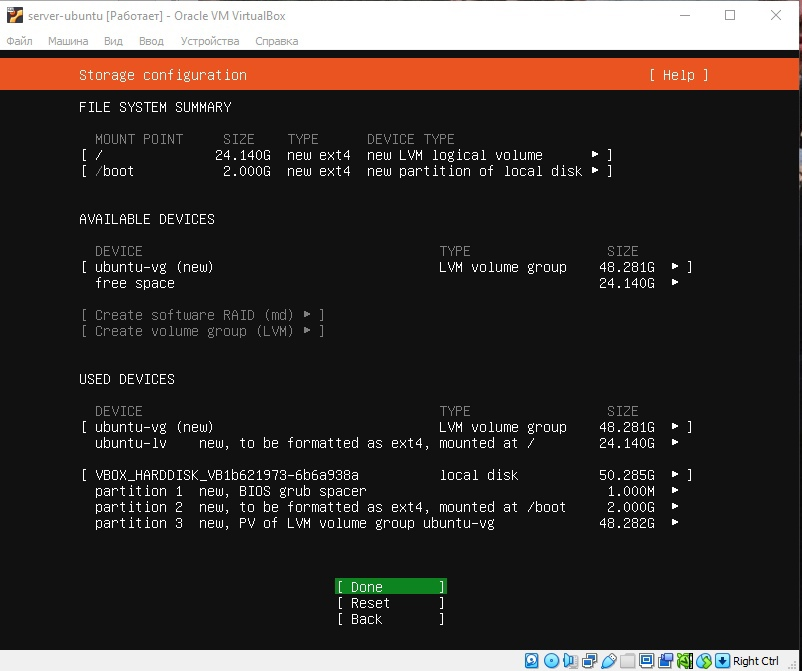 server-ubuntu [Работает] - Oracle VM VirtualBox
Файл Машина Вид Ввод Устройства Справка
Storage configuration [ Help ]
FILE SYSTEM SUMMARY
MOUNT POINT SIZE TYPE DEVICE TYPE
[ / 24.140G new ext4 new LVM logical volume ▸ ]
[ /boot 2.000G new ext4 new partition of local disk ▸ ]
AVAILABLE DEVICES
DEVICE TYPE SIZE
[ ubuntu-vg (new) LVM volume group 48.281G ▸ ]
free space 24.140G ▸
[ Create software RAID (md) ▸ ]
[ Create volume group (LVM) ▸ ]
USED DEVICES
DEVICE TYPE SIZE
[ ubuntu-vg (new) LVM volume group 48.281G ▸ ]
ubuntu-lv new, to be formatted as ext4, mounted at / 24.140G ▸
[ VBOX_HARDDISK_VB1b621973-6b6a938a local disk 50.285G ▸ ]
partition 1 new, BIOS grub spacer 1.000M ▸
partition 2 new, to be formatted as ext4, mounted at /boot 2.000G ▸
partition 3 new, PV of LVM volume group ubuntu-vg 48.282G ▸
[ Done ]
[ Reset ]
[ Back ]
Right Ctrl